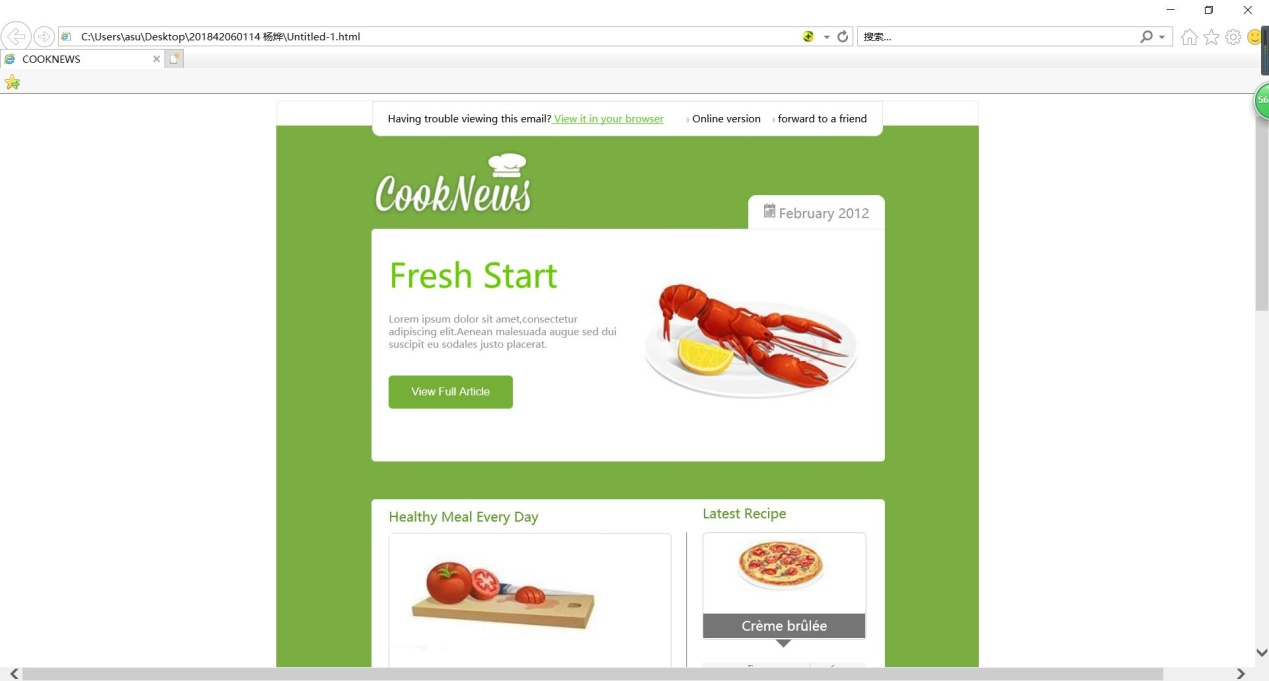 C:\Users\asu\Desktop\201842060114 杨烨\Untitled-1.html
搜索...
COOKNEWS
56
Having trouble viewing this email? View it in your browser › Online version › forward to a friend
CookNews
February 2012
Fresh Start
Lorem ipsum dolor sit amet,consectetur
adipiscing elit.Aenean malesuada augue sed dui
suscipit eu sodales justo placerat.
View Full Article
Healthy Meal Every Day
Latest Recipe
Crème brûlée